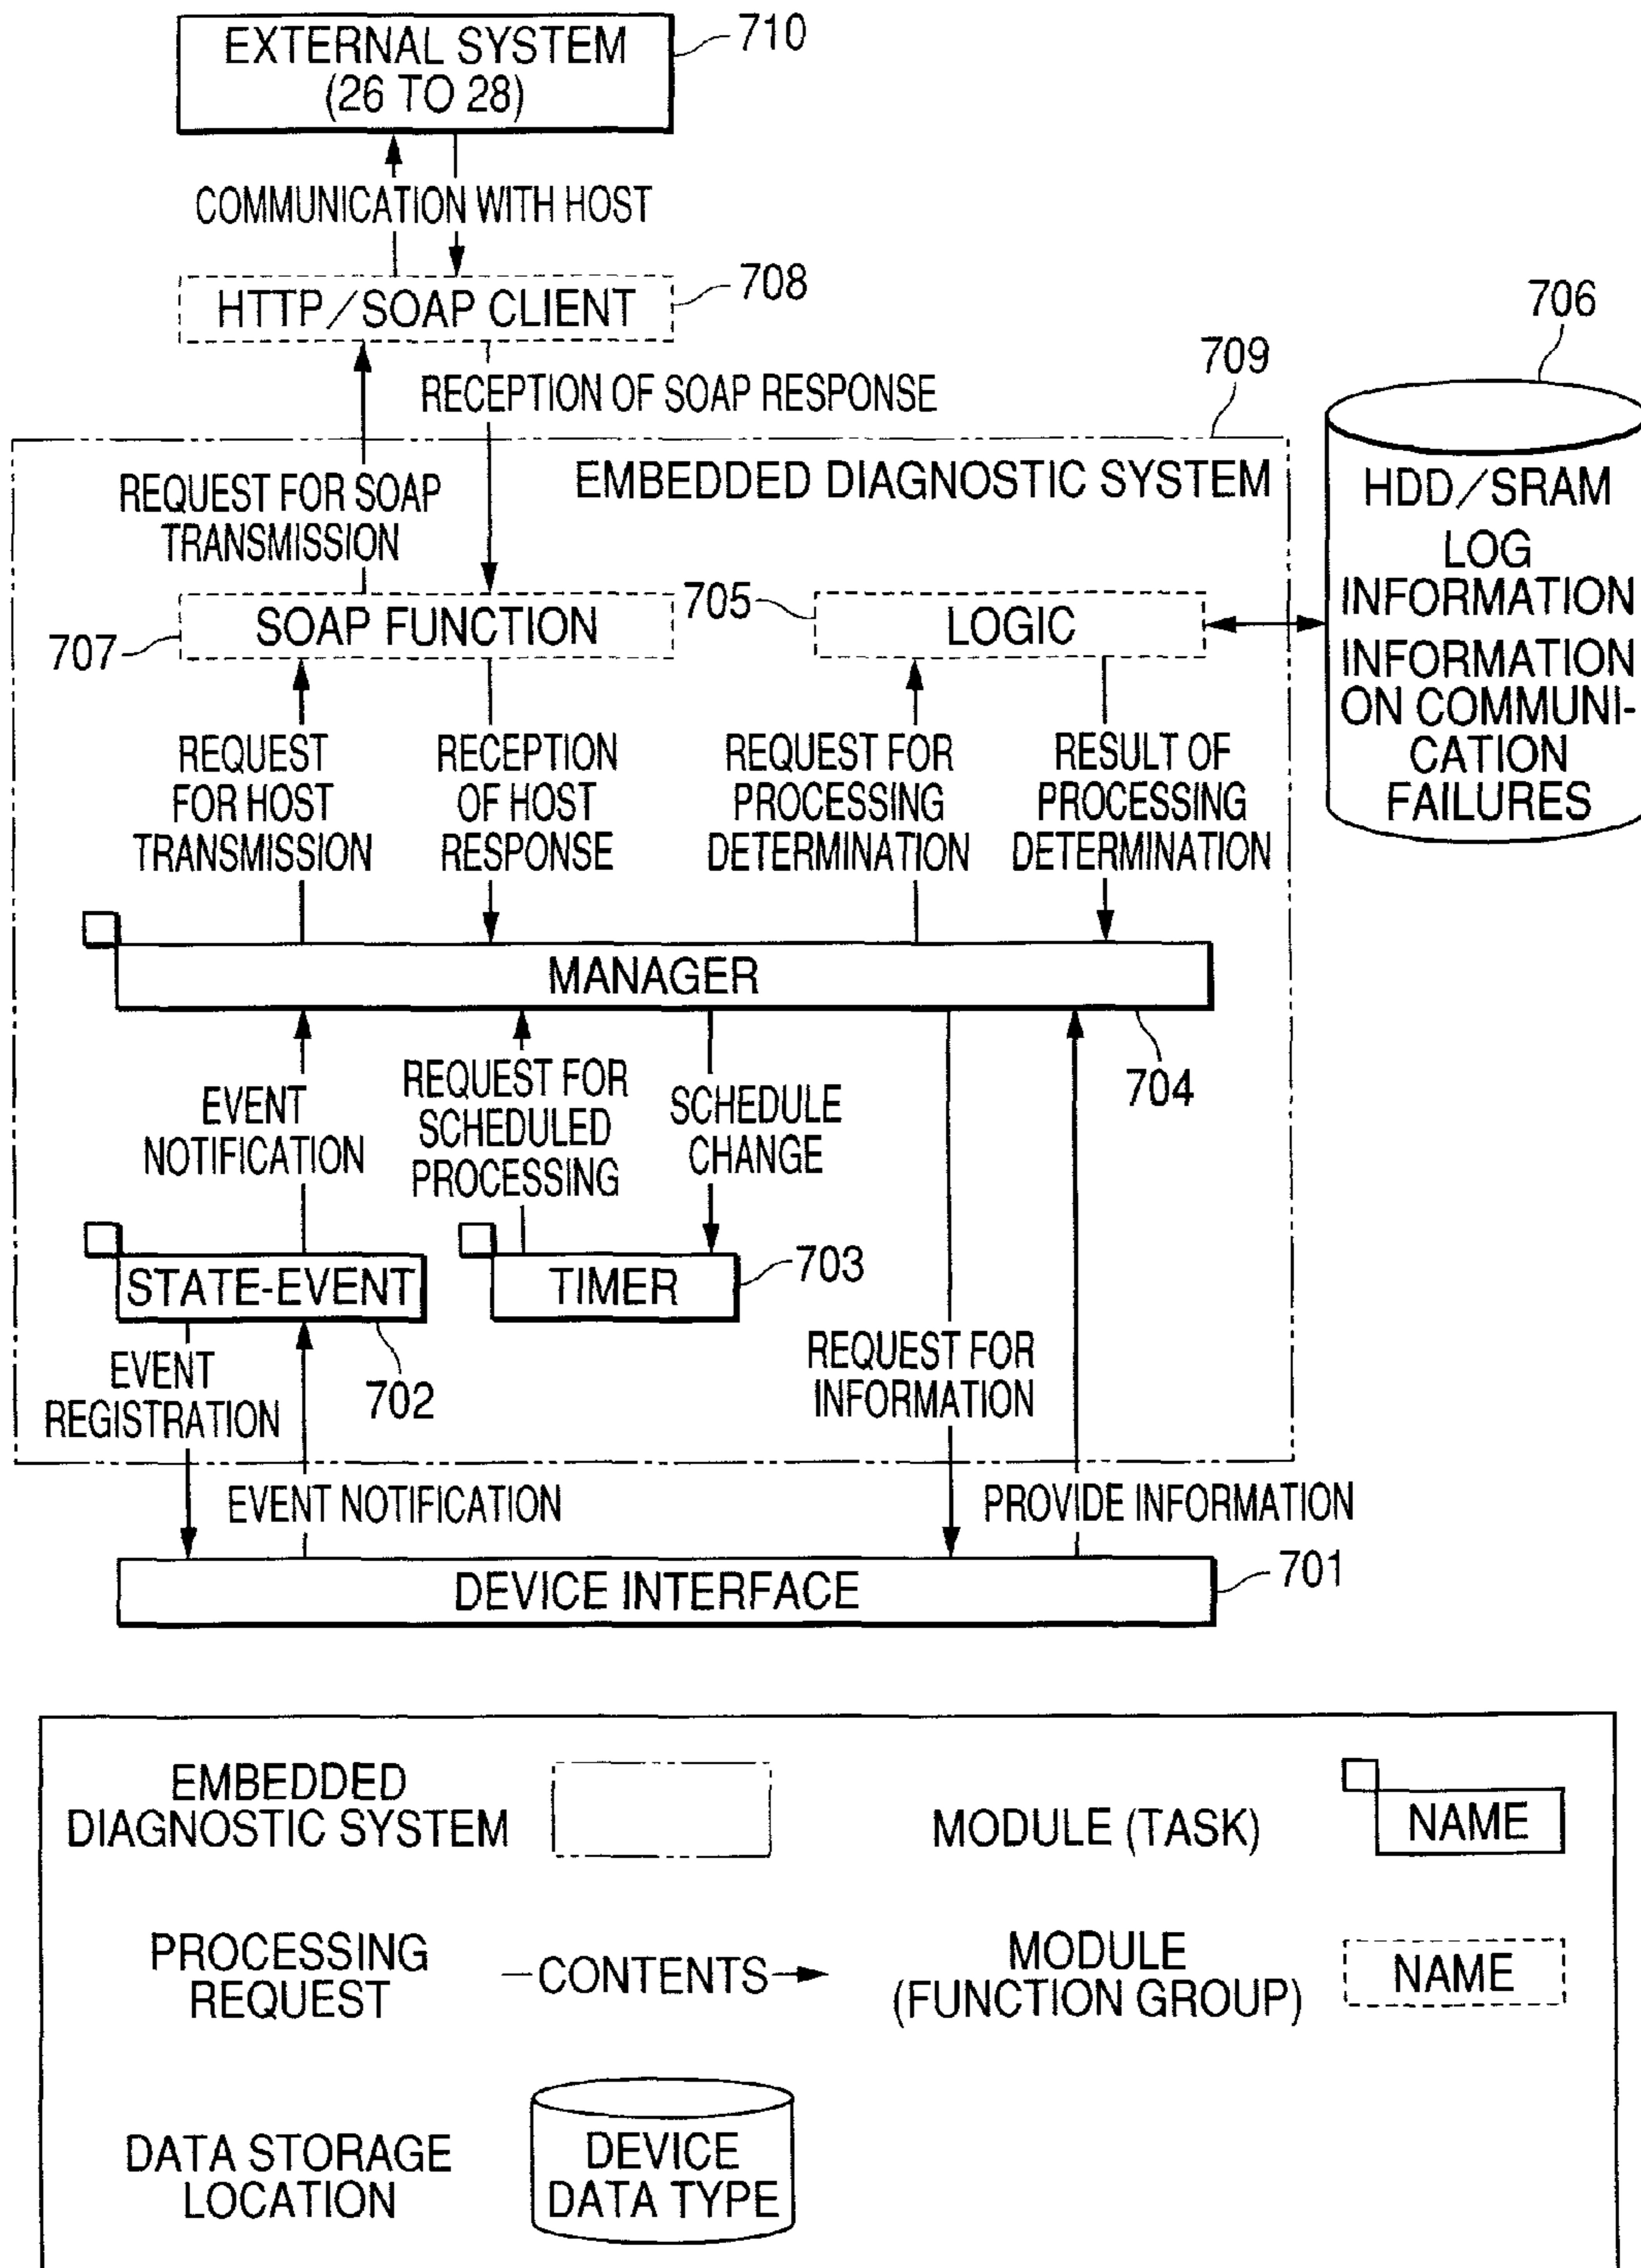 EXTERNAL SYSTEM
(26 TO 28)
710
COMMUNICATION WITH HOST
HTTP/SOAP CLIENT
708
706
709
RECEPTION OF SOAP RESPONSE
EMBEDDED DIAGNOSTIC SYSTEM
REQUEST FOR SOAP
TRANSMISSION
HDD/SRAM
LOG
INFORMATION
INFORMATION
ON COMMUNI-
CATION
FAILURES
SOAP FUNCTION
707
705
LOGIC
REQUEST
FOR HOST
TRANSMISSION
RECEPTION
OF HOST
RESPONSE
REQUEST FOR
PROCESSING
DETERMINATION
RESULT OF
PROCESSING
DETERMINATION
MANAGER
704
EVENT
NOTIFICATION
REQUEST FOR
SCHEDULED
PROCESSING
SCHEDULE
CHANGE
STATE-EVENT
702
TIMER
703
EVENT
REGISTRATION
REQUEST FOR
INFORMATION
EVENT NOTIFICATION
PROVIDE INFORMATION
DEVICE INTERFACE
701
EMBEDDED
DIAGNOSTIC SYSTEM
MODULE (TASK)
NAME
PROCESSING
REQUEST
CONTENTS
MODULE
(FUNCTION GROUP)
NAME
DATA STORAGE
LOCATION
DEVICE
DATA TYPE